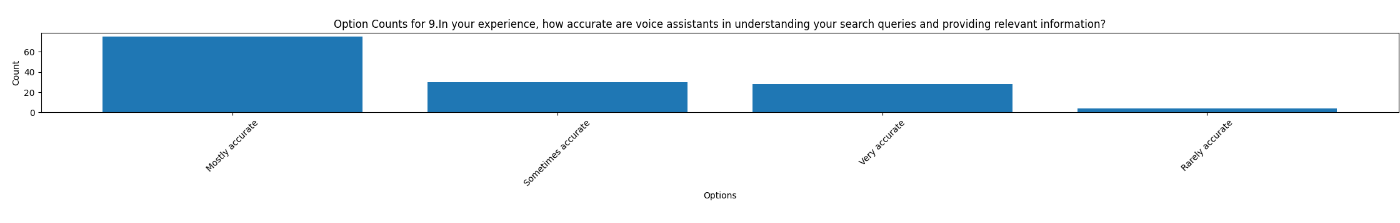 Option Counts for 9.In your experience, how accurate are voice assistants in understanding your search queries and providing relevant information?
Count
60
40
20
0
Mostly accurate
Sometimes accurate
Very accurate
Rarely accurate
Options